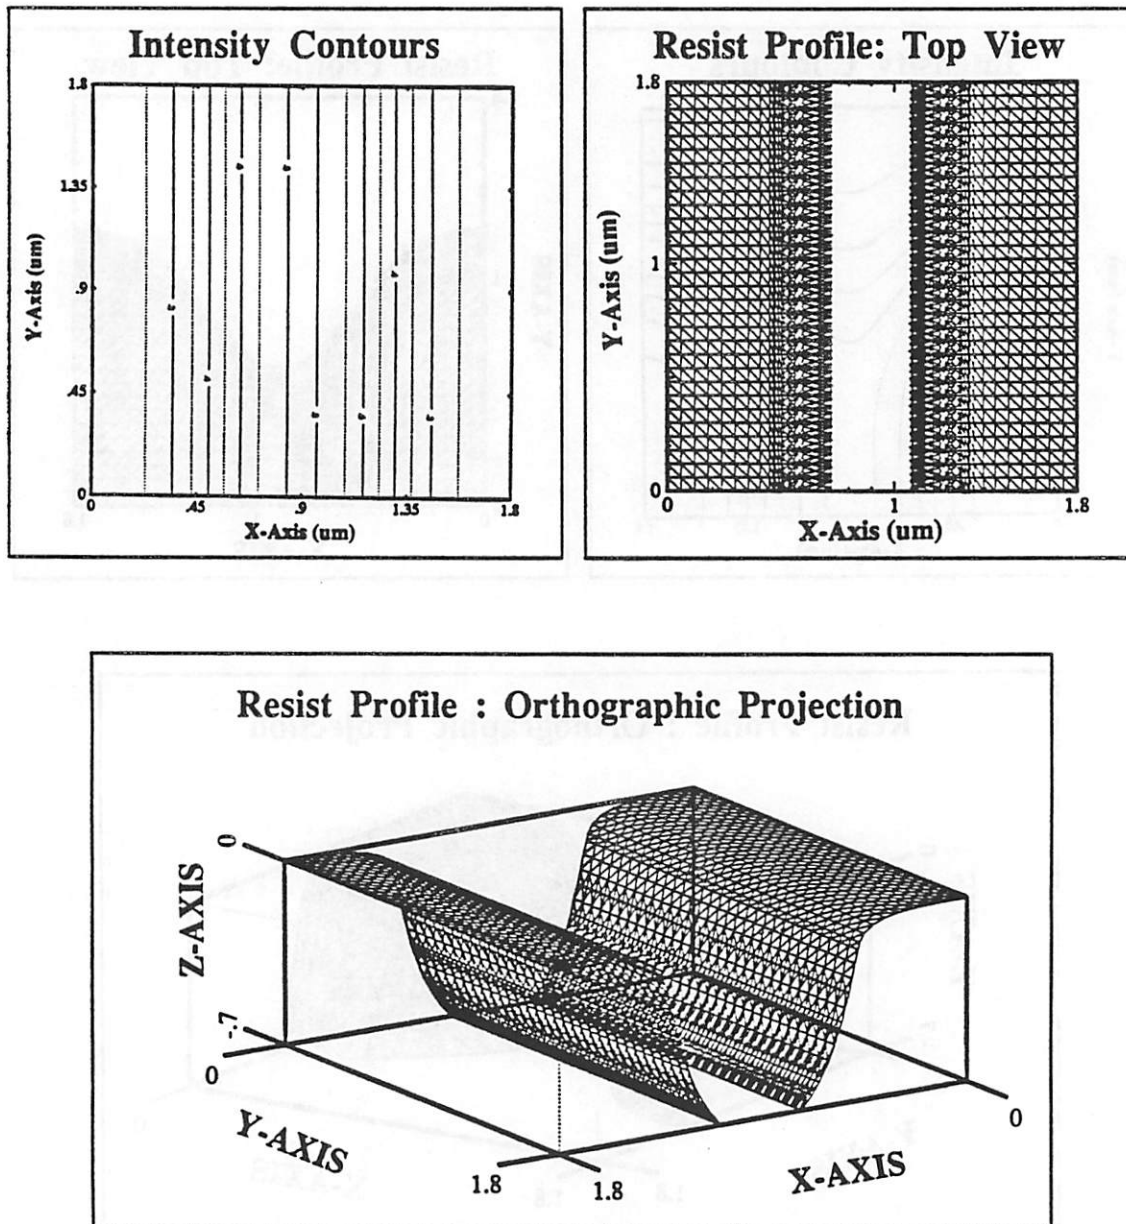 Intensity Contours
1.8
1.35
.9
.45
0
Y-Axis (um)
0
.45
.9
1.35
1.8
X-Axis (um)
Resist Profile: Top View
1.8
1
0
Y-Axis (um)
0
1
1.8
X-Axis (um)
Resist Profile : Orthographic Projection
0
Z-AXIS
-.7
0
Y-AXIS
1.8
1.8
X-AXIS
0